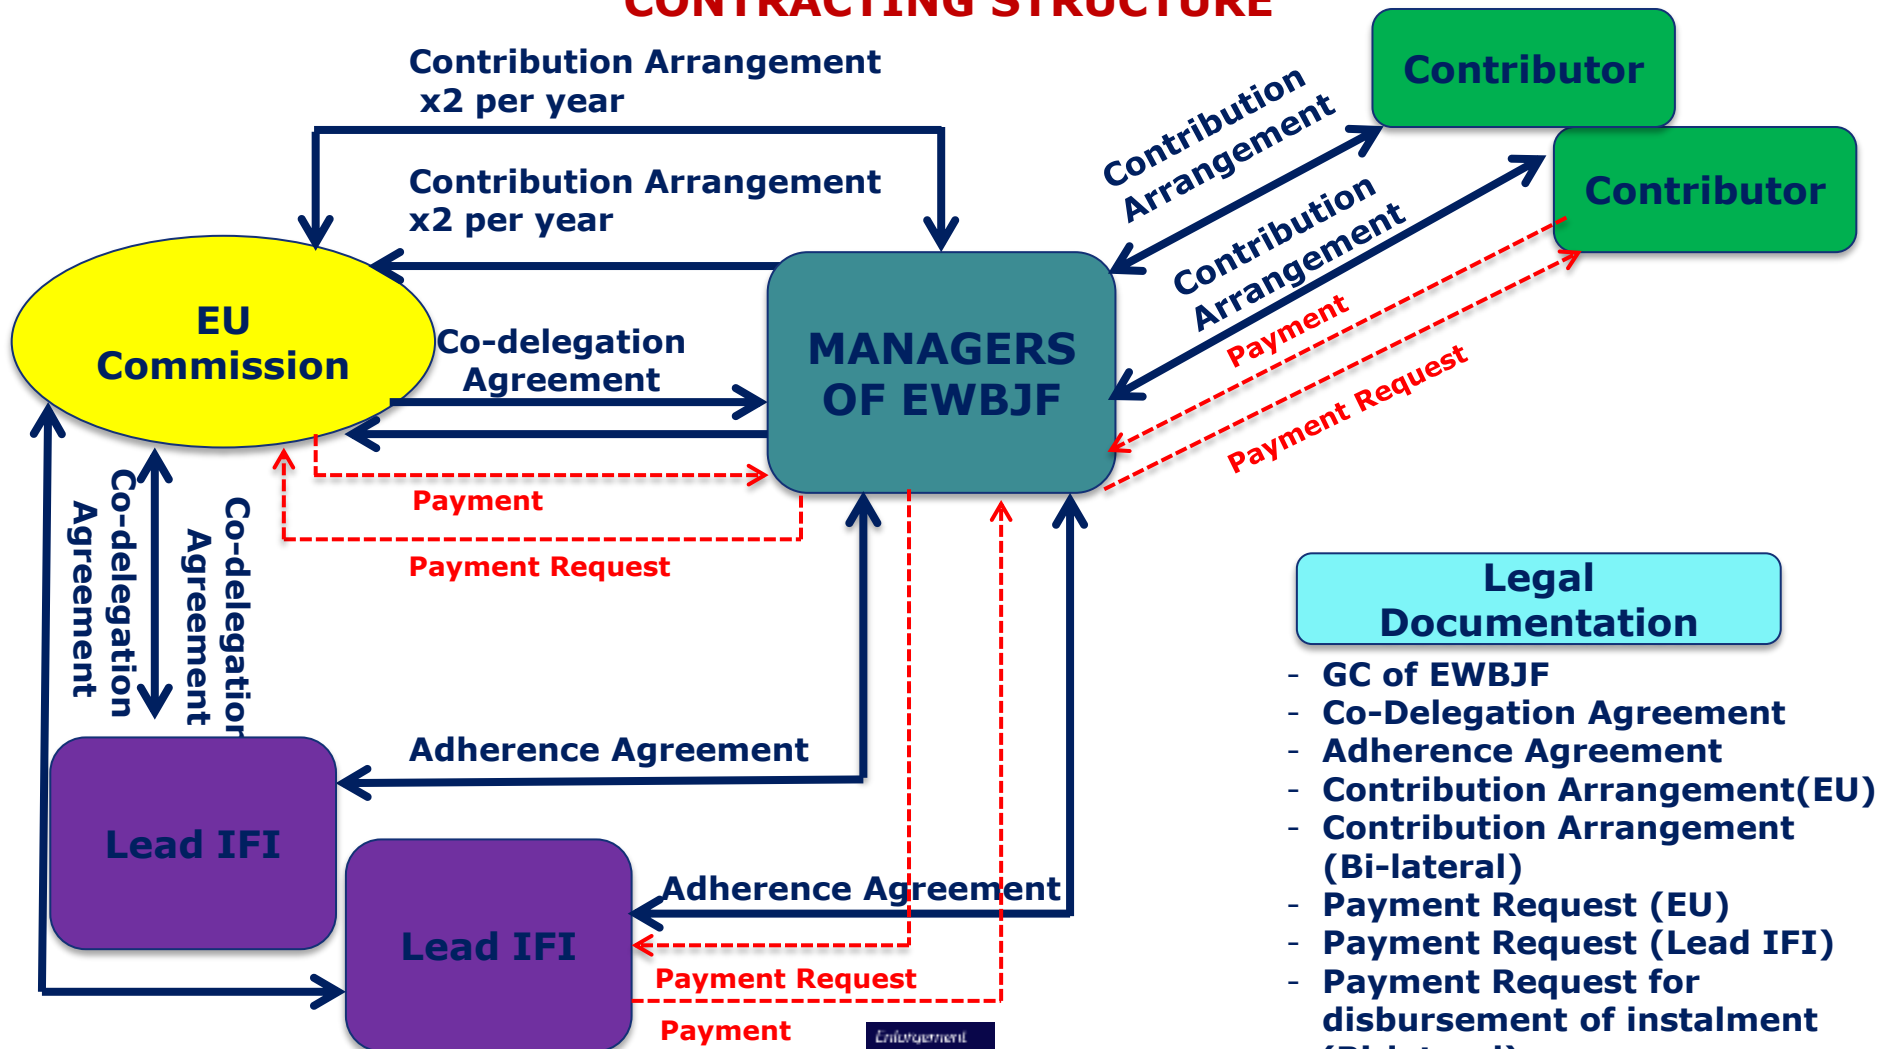 CONTRACTING STRUCTURE
Contribution Arrangement
x2 per year
Contribution Arrangement
x2 per year
Contributor
Contributor
Contribution
Arrangement
Contribution
Arrangement
Payment
Payment Request
EU
Commission
Co-delegation
Agreement
MANAGERS
OF EWBJF
Payment
Payment Request
Co-delegation
Agreement
Co-delegation
Agreement
Adherence Agreement
Lead IFI
Lead IFI
Adherence Agreement
Payment Request
Payment
Enlargement
Legal
Documentation
- GC of EWBJF
- Co-Delegation Agreement
- Adherence Agreement
- Contribution Arrangement(EU)
- Contribution Arrangement
(Bi-lateral)
- Payment Request (EU)
- Payment Request (Lead IFI)
- Payment Request for
disbursement of instalment
(Bi-lateral)